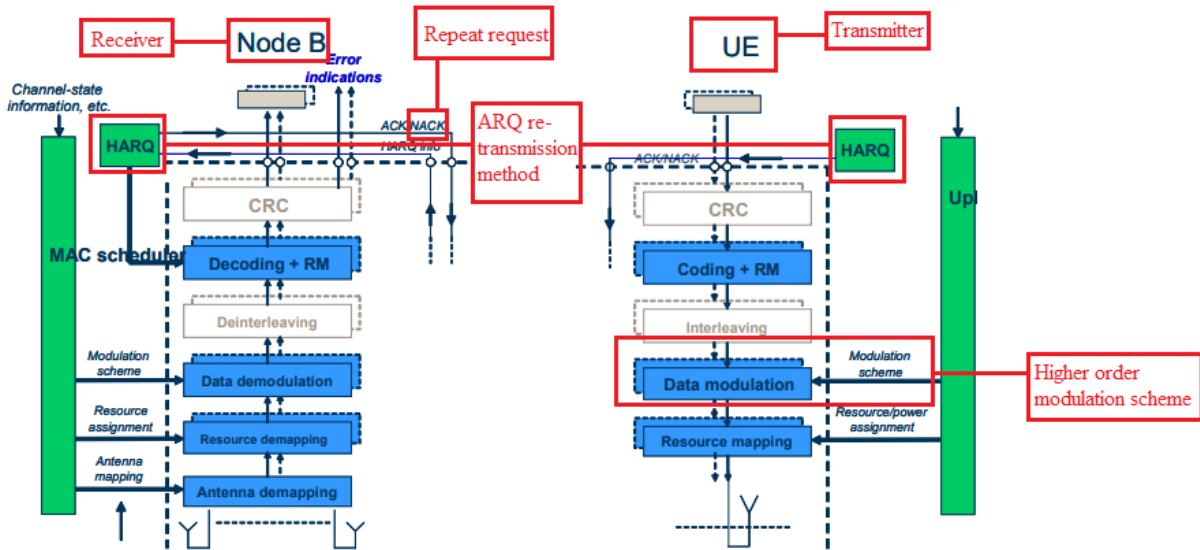 Receiver
Node B
Repeat request
UE
Transmitter
Error
indications
Channel-state
information, etc.
HARQ
ACK/NACK
HARQ info
ARQ re-
transmission
method
ACK/NACK
HARQ
CRC
CRC
Upl
MAC scheduler
Decoding + RM
Coding + RM
Deinterleaving
Interleaving
Modulation
scheme
Data demodulation
Data modulation
Modulation
scheme
Higher order
modulation scheme
Resource
assignment
Resource demapping
Resource mapping
Resource/power
assignment
Antenna
mapping
Antenna demapping